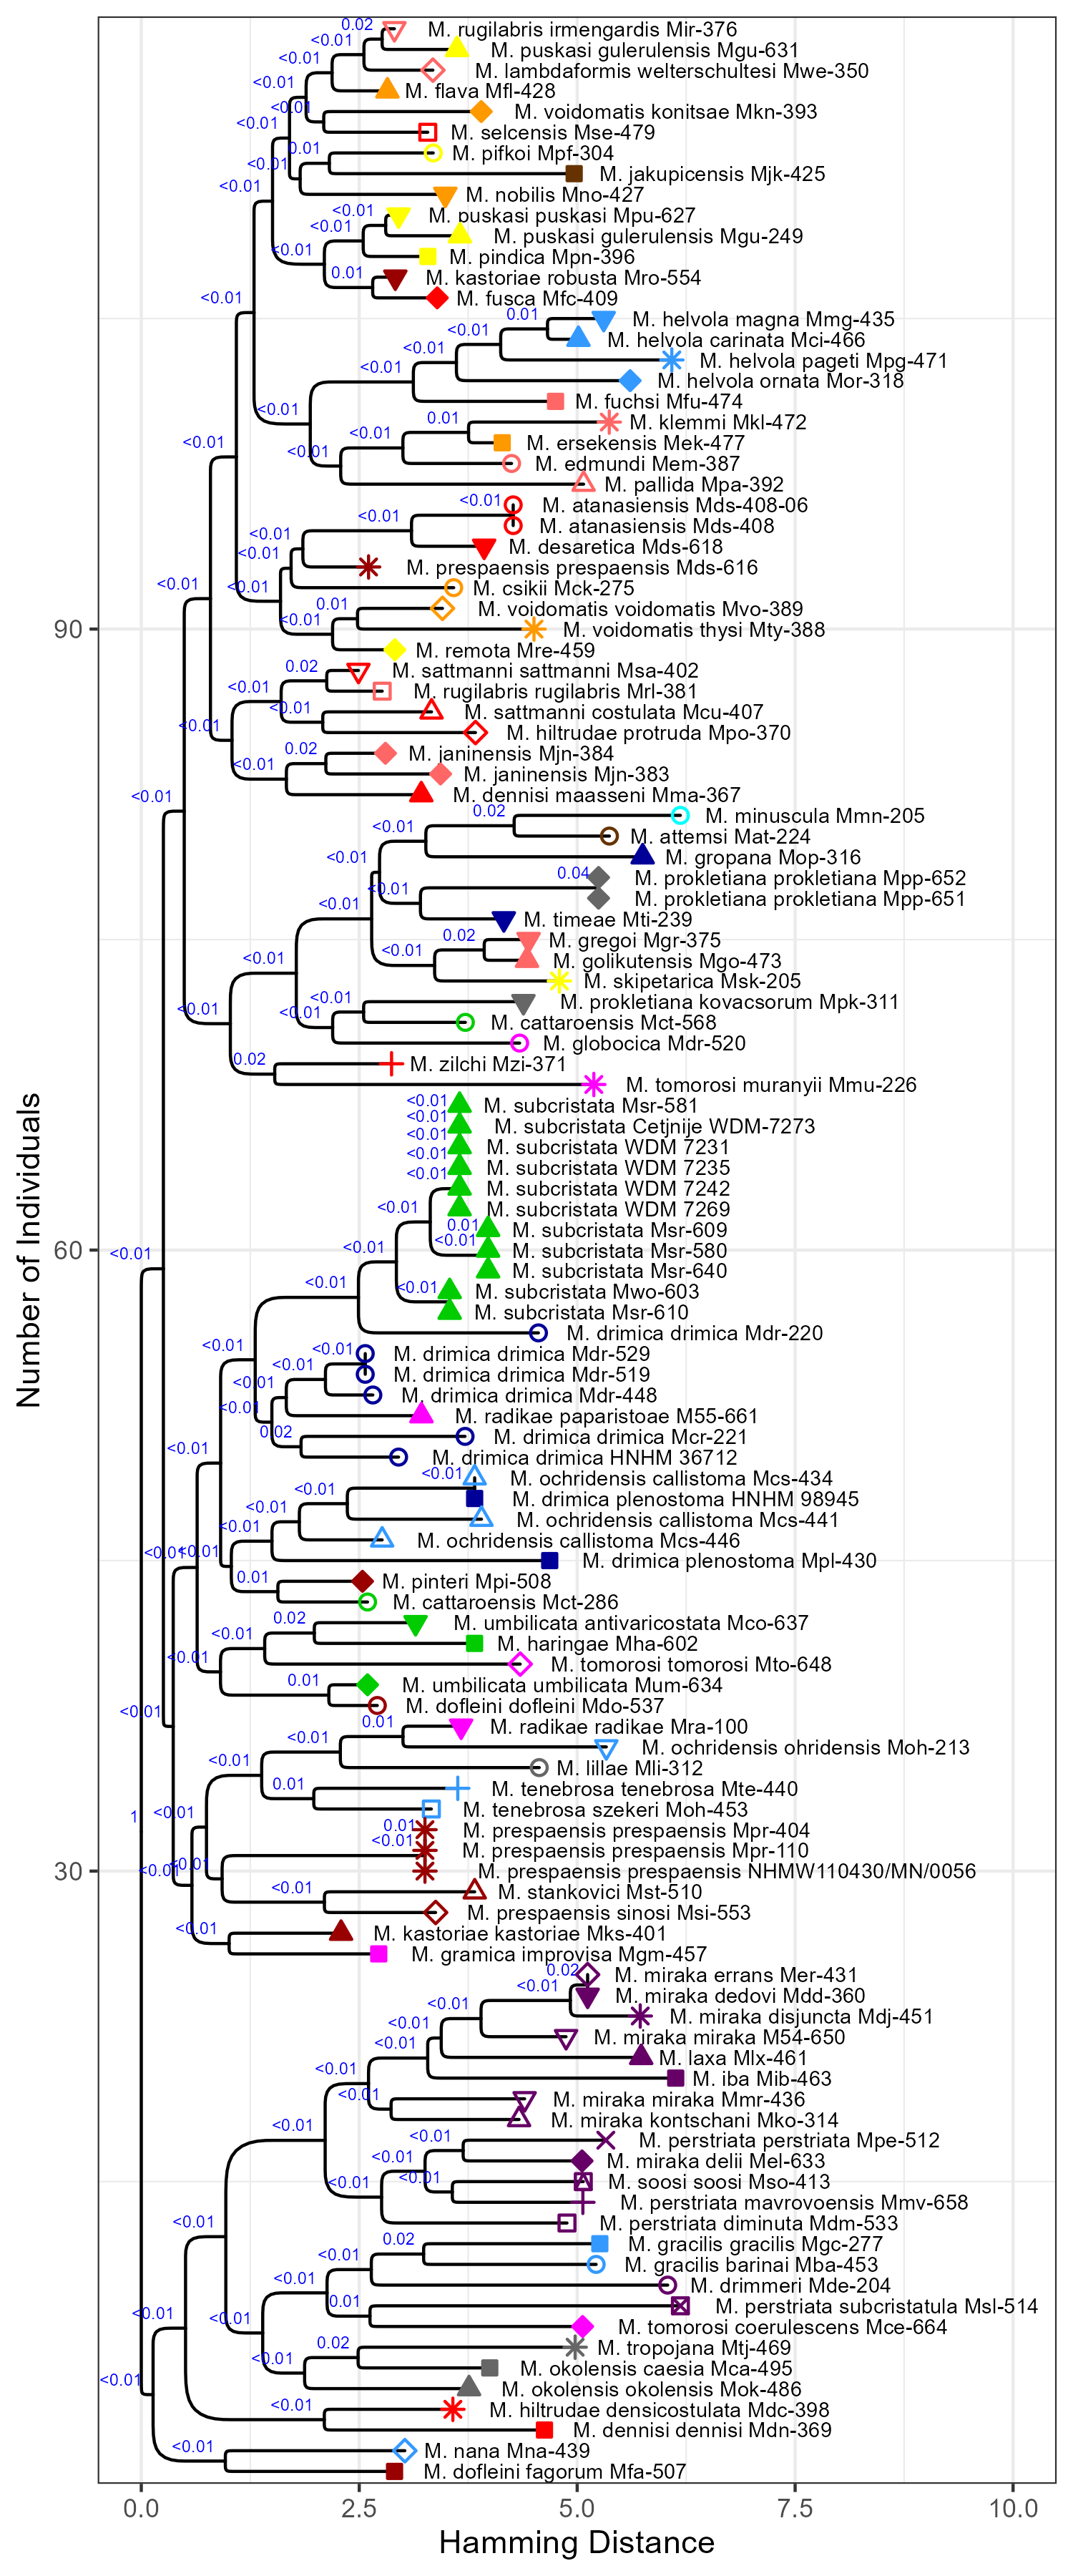 M. rugilabris irmengardis Mir-376
M. puskasi gulerulensis Mgu-631
M. lambdaformis welterschultesi Mwe-350
M. flava Mfl-428
M. voidomatis konitsae Mkn-393
M. selcensis Mse-479
M. pifkoi Mpf-304
M. jakupicensis Mjk-425
M. nobilis Mno-427
M. puskasi puskasi Mpu-627
M. puskasi gulerulensis Mgu-249
M. pindica Mpn-396
M. kastoriae robusta Mro-554
M. fusca Mfc-409
M. helvola magna Mmg-435
M. helvola carinata Mci-466
M. helvola pageti Mpg-471
M. helvola ornata Mor-318
M. fuchsi Mfu-474
M. klemmi Mkl-472
M. ersekensis Mek-477
M. edmundi Mem-387
M. pallida Mpa-392
M. atanasiensis Mds-408-06
M. atanasiensis Mds-408
M. desaretica Mds-618
M. prespaensis prespaensis Mds-616
M. csikii Mck-275
M. voidomatis voidomatis Mvo-389
M. voidomatis thysi Mty-388
M. remota Mre-459
M. sattmanni sattmanni Msa-402
M. rugilabris rugilabris Mrl-381
M. sattmanni costulata Mcu-407
M. hiltrudae protruda Mpo-370
M. janinensis Mjn-384
M. janinensis Mjn-383
M. dennisi maasseni Mma-367
M. minuscula Mmn-205
M. attemsi Mat-224
M. gropana Mop-316
M. prokletiana prokletiana Mpp-652
M. prokletiana prokletiana Mpp-651
M. timeae Mti-239
M. gregoi Mgr-375
M. golikutensis Mgo-473
M. skipetarica Msk-205
M. prokletiana kovacsorum Mpk-311
M. cattaroensis Mct-568
M. globocica Mdr-520
M. zilchi Mzi-371
M. tomorosi muranyii Mmu-226
M. subcristata Msr-581
M. subcristata Cetjnije WDM-7273
M. subcristata WDM 7231
M. subcristata WDM 7235
M. subcristata WDM 7242
M. subcristata WDM 7269
M. subcristata Msr-609
M. subcristata Msr-580
M. subcristata Msr-640
M. subcristata Mwo-603
M. subcristata Msr-610
M. drimica drimica Mdr-220
M. drimica drimica Mdr-529
M. drimica drimica Mdr-519
M. drimica drimica Mdr-448
M. radikae paparistoae M55-661
M. drimica drimica Mcr-221
M. drimica drimica HNHM 36712
M. ochridensis callistoma Mcs-434
M. drimica plenostoma HNHM 98945
M. ochridensis callistoma Mcs-441
M. ochridensis callistoma Mcs-446
M. drimica plenostoma Mpl-430
M. pinteri Mpi-508
M. cattaroensis Mct-286
M. umbilicata antivaricostata Mco-637
M. haringae Mha-602
M. tomorosi tomorosi Mto-648
M. umbilicata umbilicata Mum-634
M. dofleini dofleini Mdo-537
M. radikae radikae Mra-100
M. ochridensis ohridensis Moh-213
M. lillae Mli-312
M. tenebrosa tenebrosa Mte-440
M. tenebrosa szekeri Moh-453
M. prespaensis prespaensis Mpr-404
M. prespaensis prespaensis Mpr-110
M. prespaensis prespaensis NHMW110430/MN/0056
M. stankovici Mst-510
M. prespaensis sinosi Msi-553
M. kastoriae kastoriae Mks-401
M. gramica improvisa Mgm-457
M. miraka errans Mer-431
M. miraka dedovi Mdd-360
M. miraka disjuncta Mdj-451
M. miraka miraka M54-650
M. laxa Mlx-461
M. iba Mib-463
M. miraka miraka Mmr-436
M. miraka kontschani Mko-314
M. perstriata perstriata Mpe-512
M. miraka delii Mel-633
M. soosi soosi Mso-413
M. perstriata mavrovoensis Mmv-658
M. perstriata diminuta Mdm-533
M. gracilis gracilis Mgc-277
M. gracilis barinai Mba-453
M. drimmeri Mde-204
M. perstriata subcristatula Msl-514
M. tomorosi coerulescens Mce-664
M. tropojana Mtj-469
M. okolensis caesia Mca-495
M. okolensis okolensis Mok-486
M. hiltrudae densicostulata Mdc-398
M. dennisi dennisi Mdn-369
M. nana Mna-439
M. dofleini fagorum Mfa-507
90
60
30
Number of Individuals
0.0 2.5 5.0 7.5 10.0
Hamming Distance